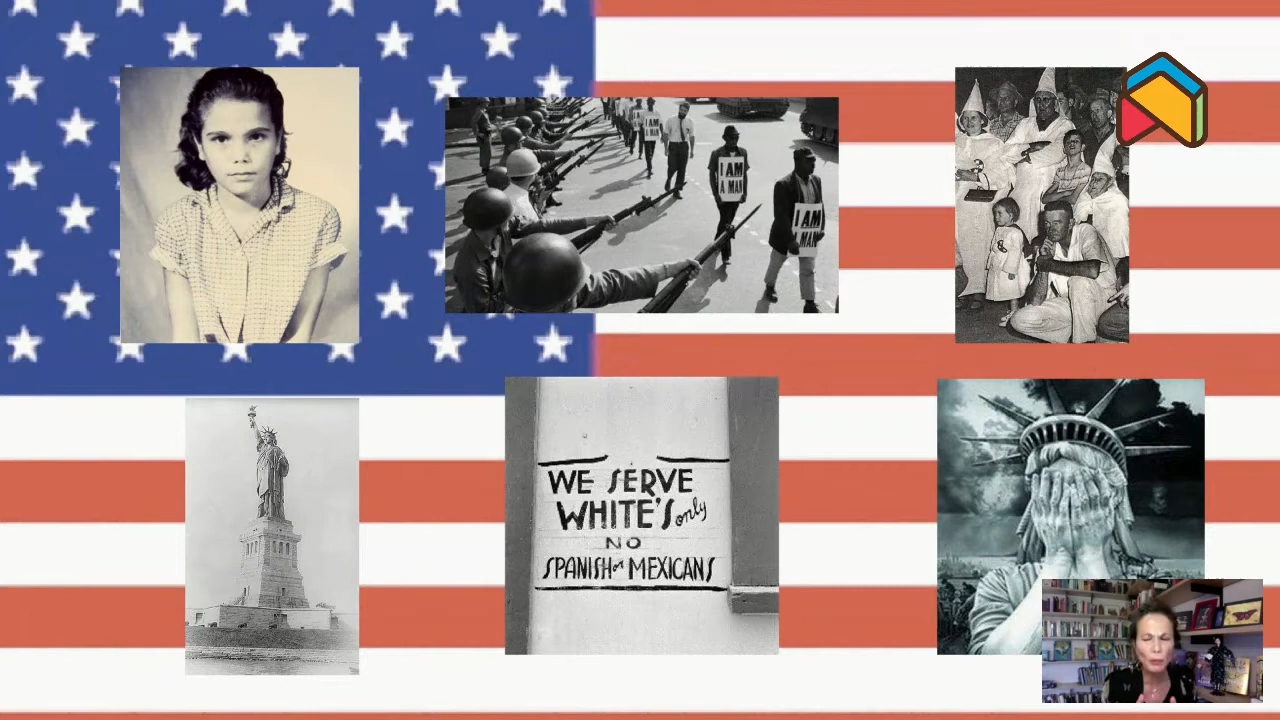 I AM
A MAN
I AM
A MAN
I AM
MAN
WE SERVE
WHITE'S only
NO
SPANISH or MEXICANS